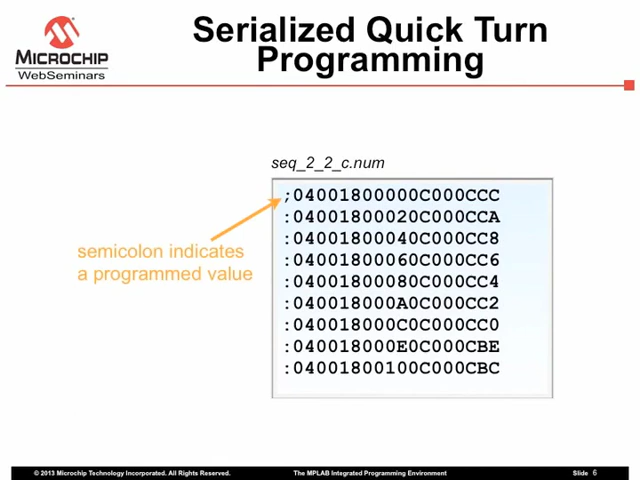 Serialized Quick Turn
Programming
MICROCHIP
WebSeminars
seq_2_2_c.num
;04001800000C000CCC
:04001800020C000CCA
:04001800040C000CC8
:04001800060C000CC6
:04001800080C000CC4
:040018000A0C000CC2
:040018000C0C000CC0
:040018000E0C000CBE
:04001800100C000CBC
semicolon indicates
a programmed value
© 2013 Microchip Technology Incorporated. All Rights Reserved.
The MPLAB Integrated Programming Environment
Slide 6